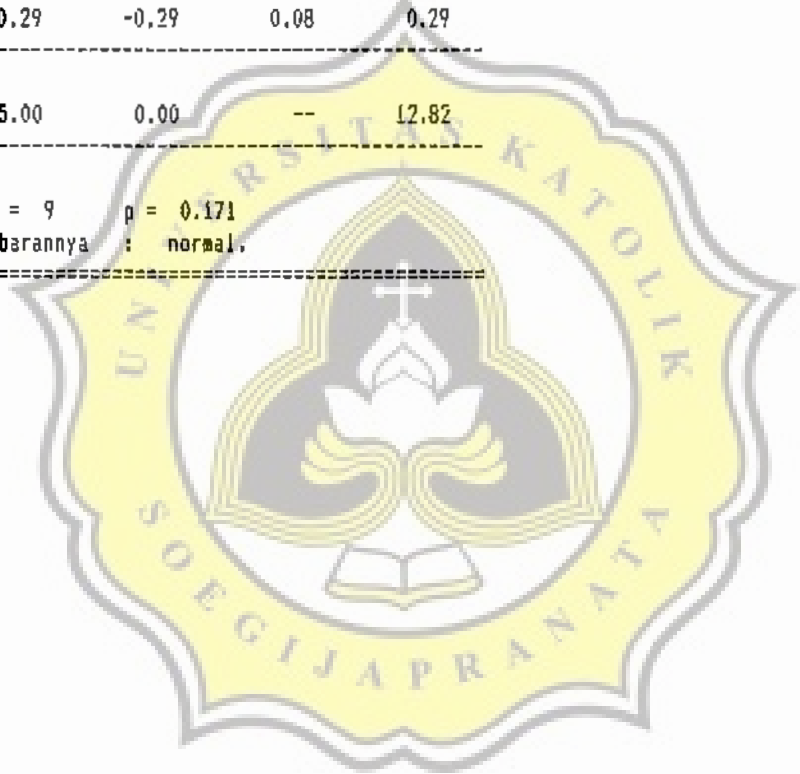 0.29 -0.29 0.08 0.29
5.00 0.00 -- 12.82
= 9 p = 0.171
barannya : normal.
UNIVERSITAS KATOLIK
SOEGIJAPRANATA